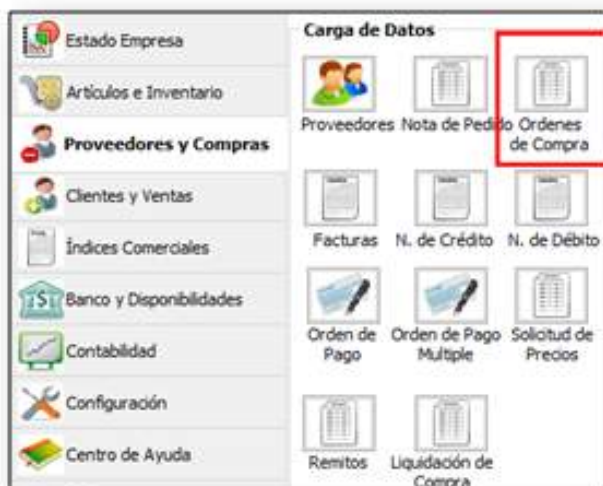 Estado Empresa
Artículos e Inventario
Proveedores y Compras
Clientes y Ventas
Índices Comerciales
Banco y Disponibilidades
Contabilidad
Configuración
Centro de Ayuda
Carga de Datos
Proveedores Nota de Pedido Ordenes
de Compra
Facturas N. de Crédito N. de Débito
Orden de Orden de Pago Solicitud de
Pago Multiple Precios
Remitos Liquidación de
Compra